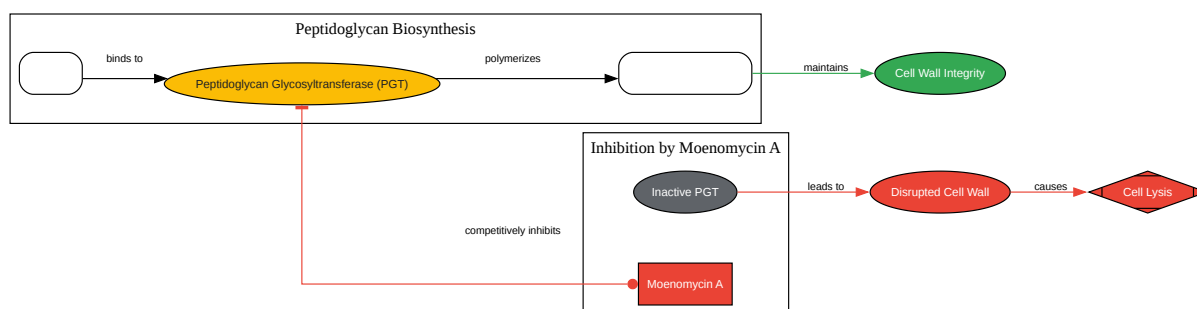 Peptidoglycan Biosynthesis
binds to
Peptidoglycan Glycosyltransferase (PGT)
polymerizes
maintains
Cell Wall Integrity
Inhibition by Moenomycin A
Inactive PGT
leads to
Disrupted Cell Wall
causes
Cell Lysis
competitively inhibits
Moenomycin A